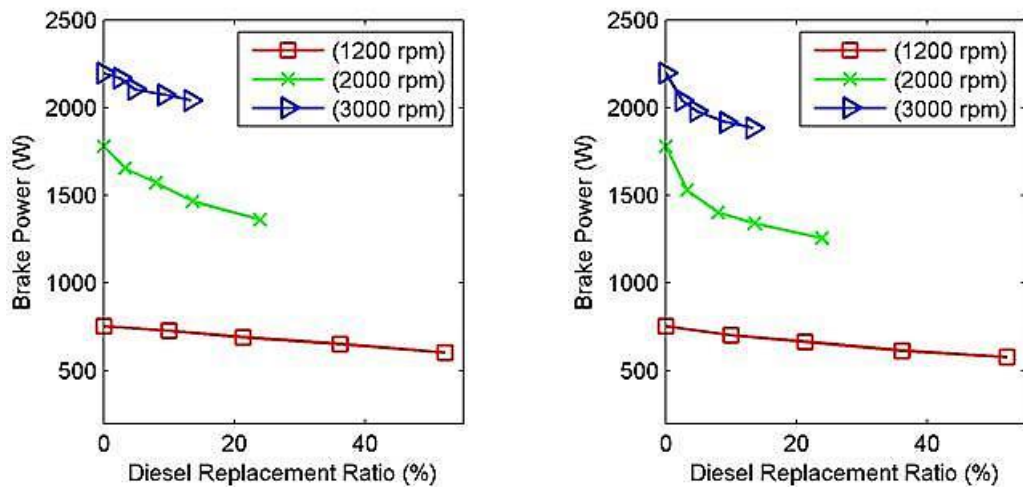 2500
2000
1500
1000
500
0
20
40
Brake Power (W)
Diesel Replacement Ratio (%)
(1200 rpm)
(2000 rpm)
(3000 rpm)
2500
2000
1500
1000
500
0
20
40
Brake Power (W)
Diesel Replacement Ratio (%)
(1200 rpm)
(2000 rpm)
(3000 rpm)